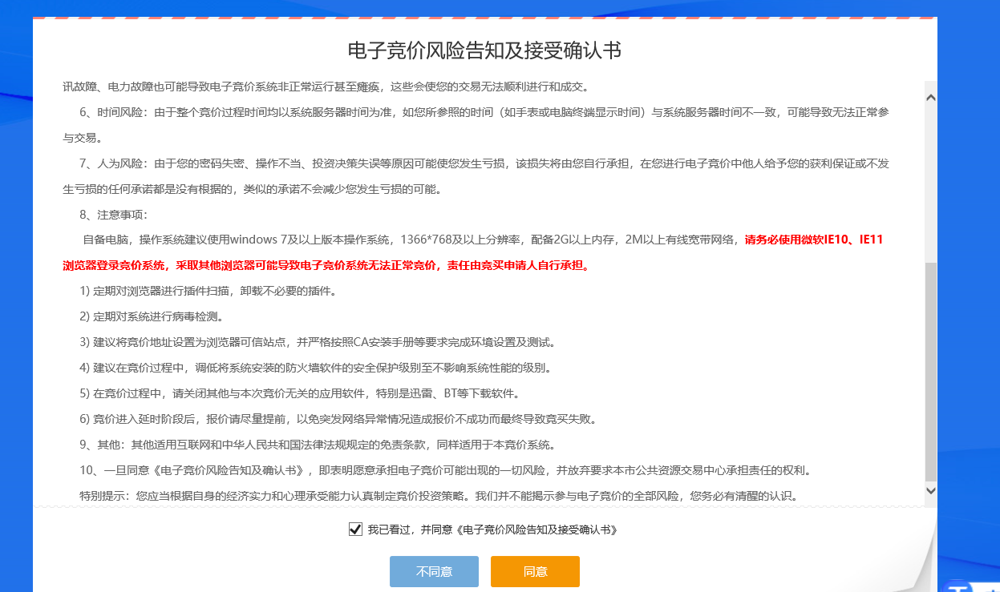 电子竞价风险告知及接受确认书
讯故障、电力故障也可能导致电子竞价系统非正常运行甚至瘫痪，这些会使您的交易无法顺利进行和成交。
6、时间风险：由于整个竞价过程时间均以系统服务器时间为准，如您所参照的时间（如手表或电脑终端显示时间）与系统服务器时间不一致，可能导致无法正常参
与交易。
7、人为风险：由于您的密码失密、操作不当、投资决策失误等原因可能使您发生亏损，该损失将由您自行承担，在您进行电子竞价中他人给予您的获利保证或不发
生亏损的任何承诺都是没有根据的，类似的承诺不会减少您发生亏损的可能。
8、注意事项：
自备电脑，操作系统建议使用windows 7及以上版本操作系统，1366*768及以上分辨率，配备2G以上内存，2M以上有线宽带网络，请务必使用微软IE10、IE11
浏览器登录竞价系统，采取其他浏览器可能导致电子竞价系统无法正常竞价，责任由竞买申请人自行承担。
1) 定期对浏览器进行插件扫描，卸载不必要的插件。
2) 定期对系统进行病毒检测。
3) 建议将竞价地址设置为浏览器可信站点，并严格按照CA安装手册等要求完成环境设置及测试。
4) 建议在竞价过程中，调低将系统安装的防火墙软件的安全保护级别至不影响系统性能的级别。
5) 在竞价过程中，请关闭其他与本次竞价无关的应用软件，特别是迅雷、BT等下载软件。
6) 竞价进入延时阶段后，报价请尽量提前，以免突发网络异常情况造成报价不成功而最终导致竞买失败。
9、其他：其他适用互联网和中华人民共和国法律法规规定的免责条款，同样适用于本竞价系统。
10、一旦同意《电子竞价风险告知及确认书》，即表明愿意承担电子竞价可能出现的一切风险，并放弃要求本市公共资源交易中心承担责任的权利。
特别提示：您应当根据自身的经济实力和心理承受能力认真制定竞价投资策略。我们并不能揭示参与电子竞价的全部风险，您务必有清醒的认识。
我已看过，并同意《电子竞价风险告知及接受确认书》
不同意 同意